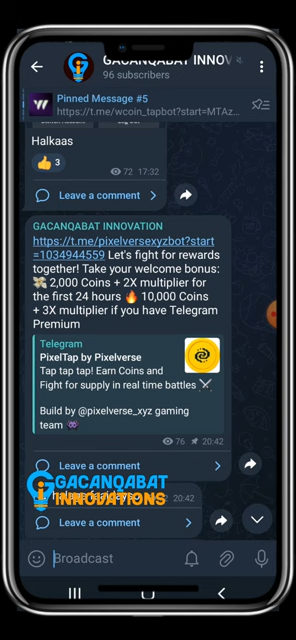 GACANQABAT INNOV
96 subscribers
Pinned Message #5
https://t.me/wcoin_tapbot?start=MTAz...
Halkaas
👍 3
72 17:32
Leave a comment
GACANQABAT INNOVATION
https://t.me/pixelversexyzbot?start
=1034944559 Let's fight for rewards
together! Take your welcome bonus:
💸 2,000 Coins + 2X multiplier for
the first 24 hours 🔥 10,000 Coins
+ 3X multiplier if you have Telegram
Premium
Telegram
PixelTap by Pixelverse
Tap tap tap! Earn Coins and
Fight for supply in real time battles ⚔️
Build by @pixelverse_xyz gaming
team 👾
76 20:42
Leave a comment
GACANQABAT
INNOVATIONS
20:42
Leave a comment
Broadcast